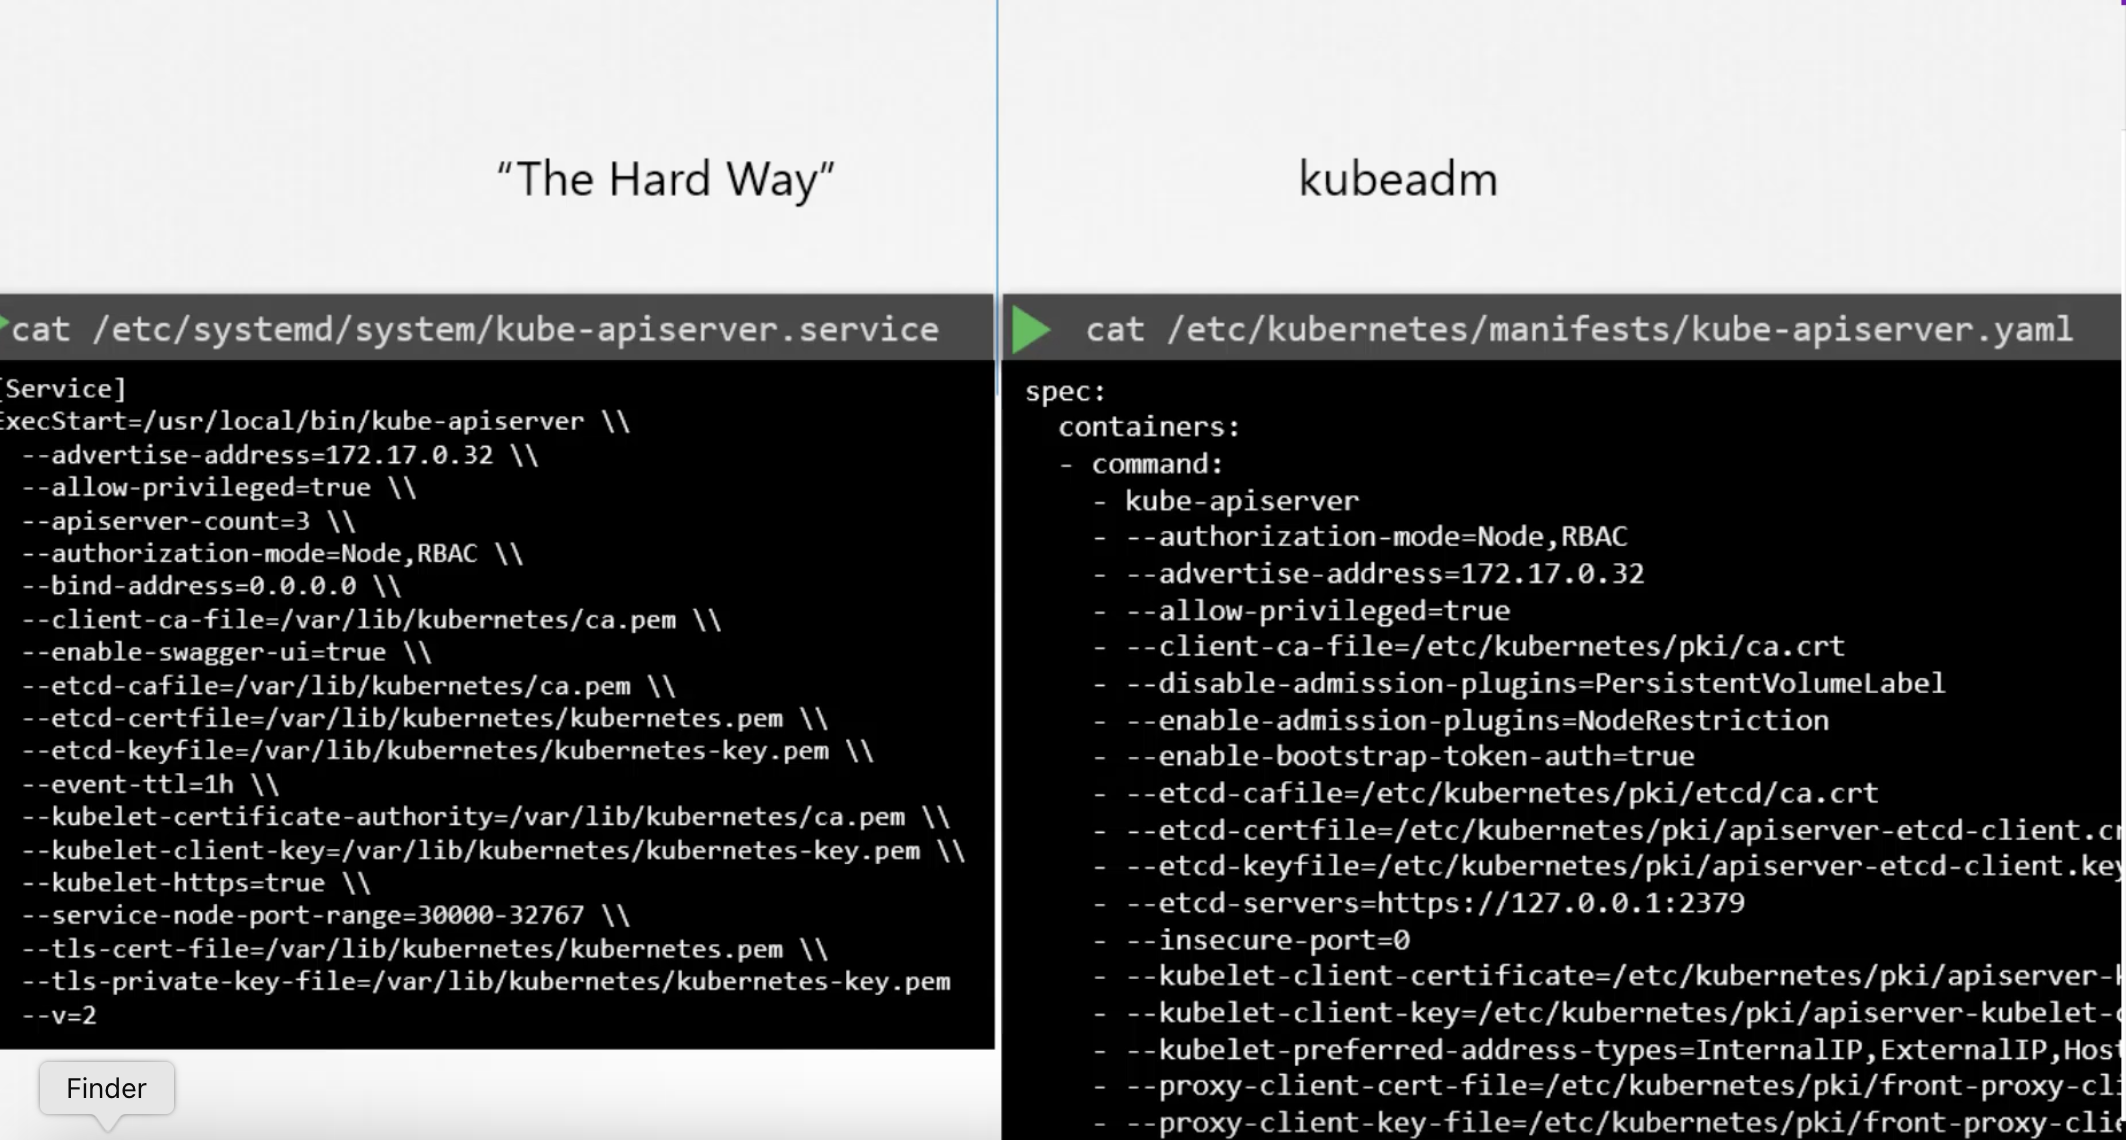 “The Hard Way”
cat /etc/systemd/system/kube-apiserver.service
[Service]
ExecStart=/usr/local/bin/kube-apiserver \\
--advertise-address=172.17.0.32 \\
--allow-privileged=true \\
--apiserver-count=3 \\
--authorization-mode=Node,RBAC \\
--bind-address=0.0.0.0 \\
--client-ca-file=/var/lib/kubernetes/ca.pem \\
--enable-swagger-ui=true \\
--etcd-cafile=/var/lib/kubernetes/ca.pem \\
--etcd-certfile=/var/lib/kubernetes/kubernetes.pem \\
--etcd-keyfile=/var/lib/kubernetes/kubernetes-key.pem \\
--event-ttl=1h \\
--kubelet-certificate-authority=/var/lib/kubernetes/ca.pem \\
--kubelet-client-key=/var/lib/kubernetes/kubernetes-key.pem \\
--kubelet-https=true \\
--service-node-port-range=30000-32767 \\
--tls-cert-file=/var/lib/kubernetes/kubernetes.pem \\
--tls-private-key-file=/var/lib/kubernetes/kubernetes-key.pem
--v=2
Finder
kubeadm
cat /etc/kubernetes/manifests/kube-apiserver.yaml
spec:
containers:
- command:
- kube-apiserver
- --authorization-mode=Node,RBAC
- --advertise-address=172.17.0.32
- --allow-privileged=true
- --client-ca-file=/etc/kubernetes/pki/ca.crt
- --disable-admission-plugins=PersistentVolumeLabel
- --enable-admission-plugins=NodeRestriction
- --enable-bootstrap-token-auth=true
- --etcd-cafile=/etc/kubernetes/pki/etcd/ca.crt
- --etcd-certfile=/etc/kubernetes/pki/apiserver-etcd-client.cr
- --etcd-keyfile=/etc/kubernetes/pki/apiserver-etcd-client.key
- --etcd-servers=https://127.0.0.1:2379
- --insecure-port=0
- --kubelet-client-certificate=/etc/kubernetes/pki/apiserver-
- --kubelet-client-key=/etc/kubernetes/pki/apiserver-kubelet-
- --kubelet-preferred-address-types=InternalIP,ExternalIP,Host
- --proxy-client-cert-file=/etc/kubernetes/pki/front-proxy-cli
- --proxy-client-key-file=/etc/kubernetes/pki/front-proxy-clie